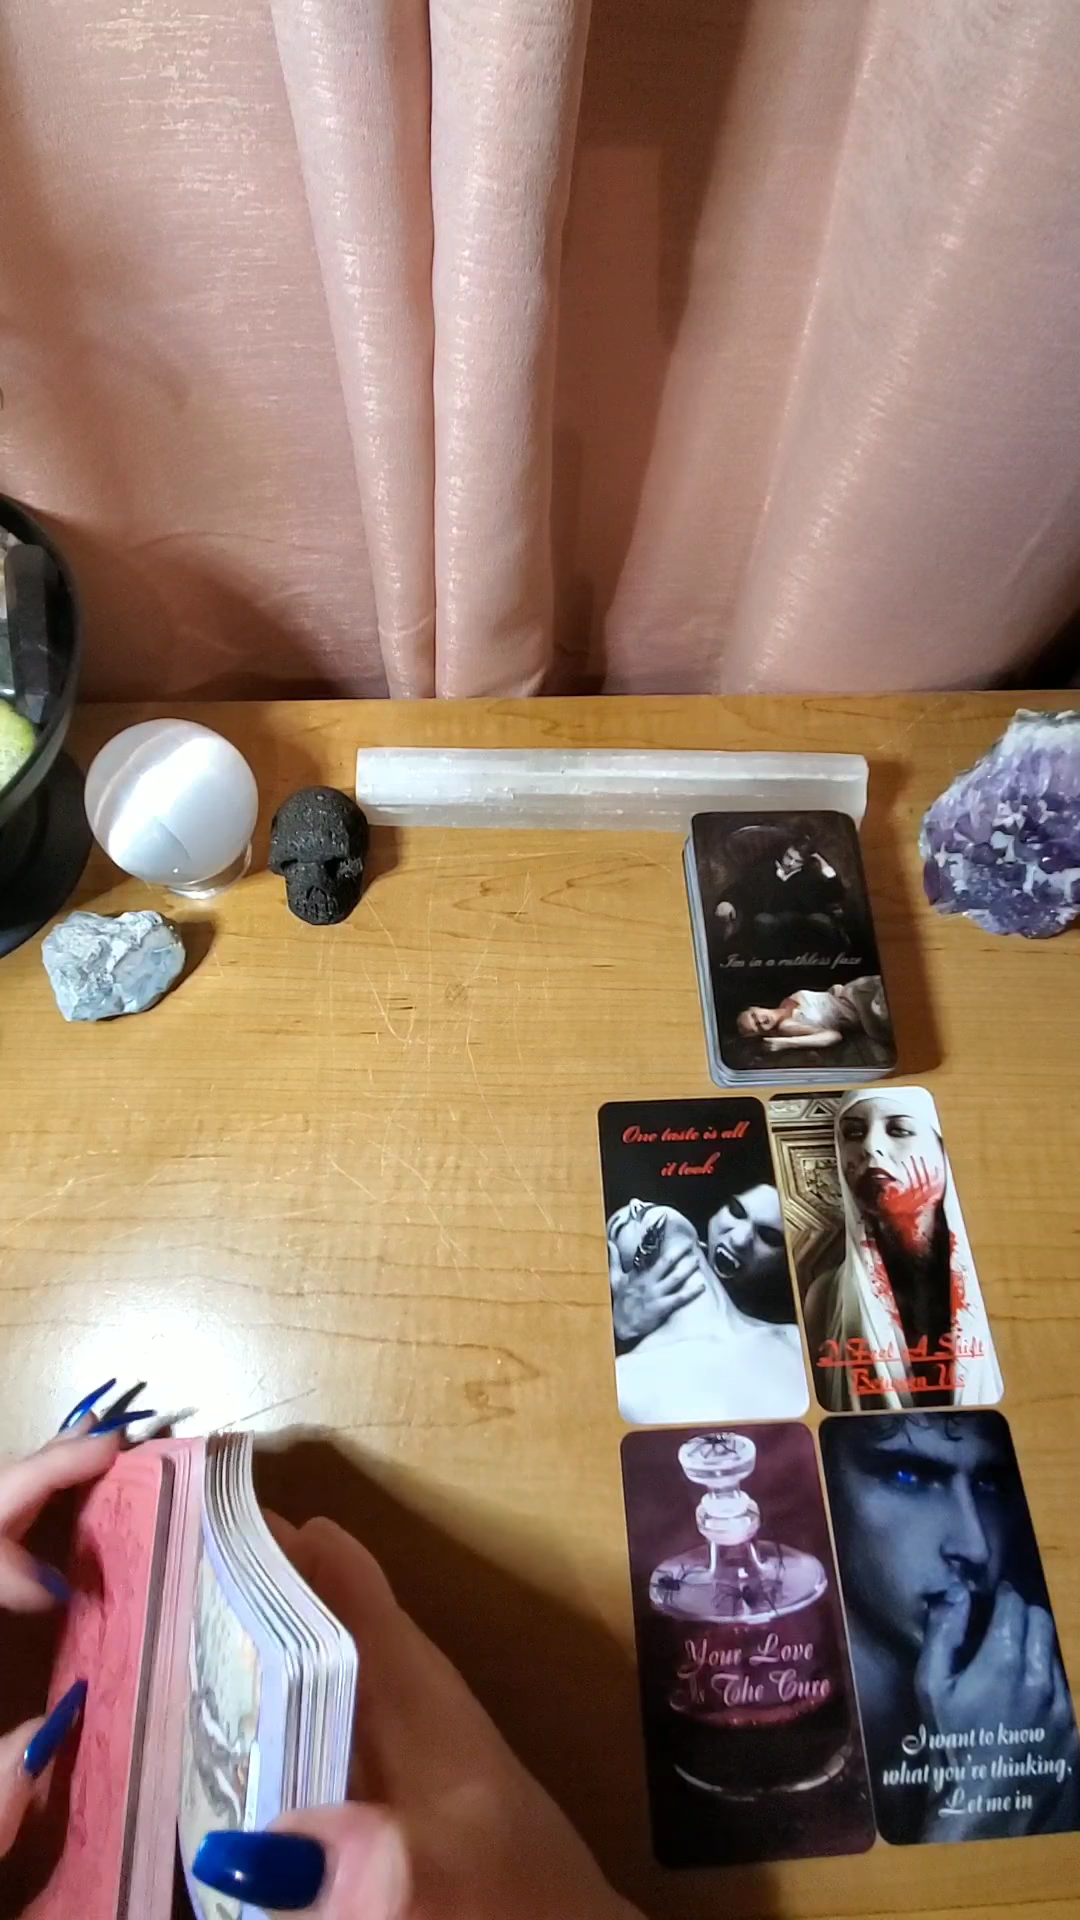 I'm in a ruthless faze
One taste is all
it took
I Feel A Shift
Between Us
Your Love
Is The Cure
I want to know
what you're thinking,
Let me in